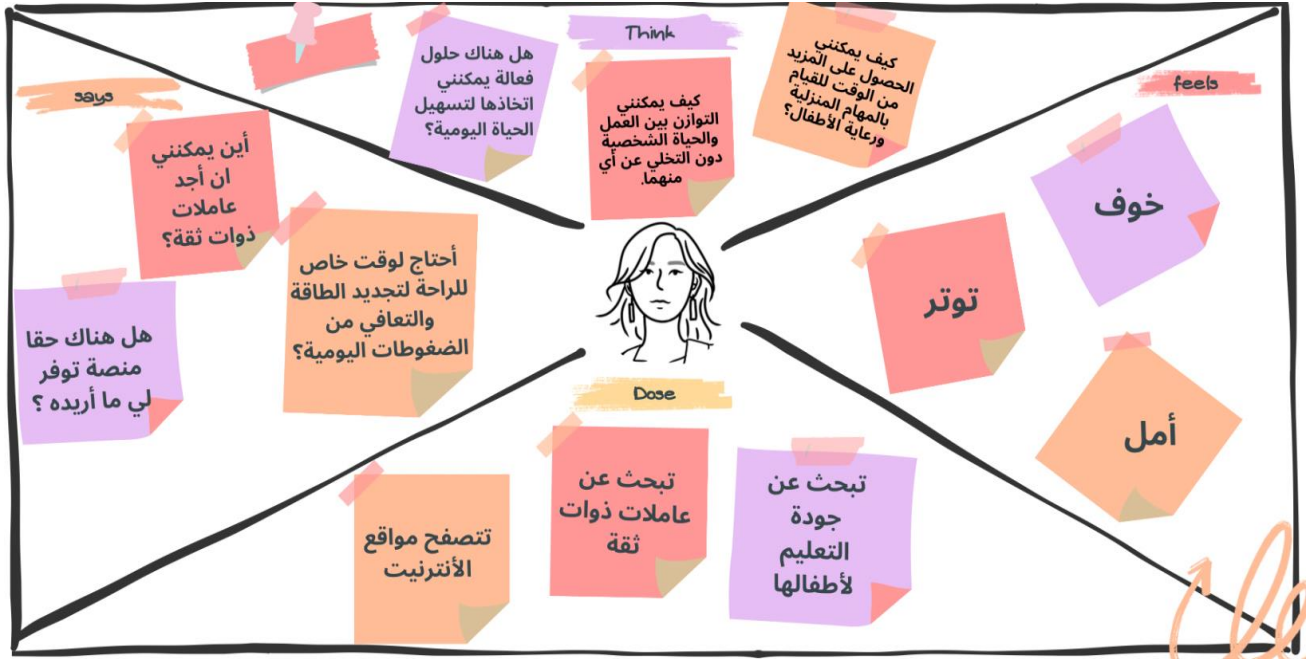 Think
هل هناك حلول
فعالة يمكنني
اتخاذها لتسهيل
الحياة اليومية؟
كيف يمكنني
التوازن بين العمل
والحياة الشخصية
دون التخلي عن أي
منهما.
كيف يمكنني
الحصول على المزيد
من الوقت للقيام
بالمهام المنزلية
ورعاية الأطفال؟
says
أين يمكنني
ان أجد
عاملات
ذوات ثقة؟
أحتاج لوقت خاص
للراحة لتجديد الطاقة
والتعافي من
الضغوطات اليومية؟
هل هناك حقا
منصة توفر
لي ما أريده ؟
feels
خوف
توتر
أمل
Dose
تتصفح مواقع
الأنترنيت
تبحث عن
عاملات ذوات
ثقة
تبحث عن
جودة
التعليم
لأطفالها